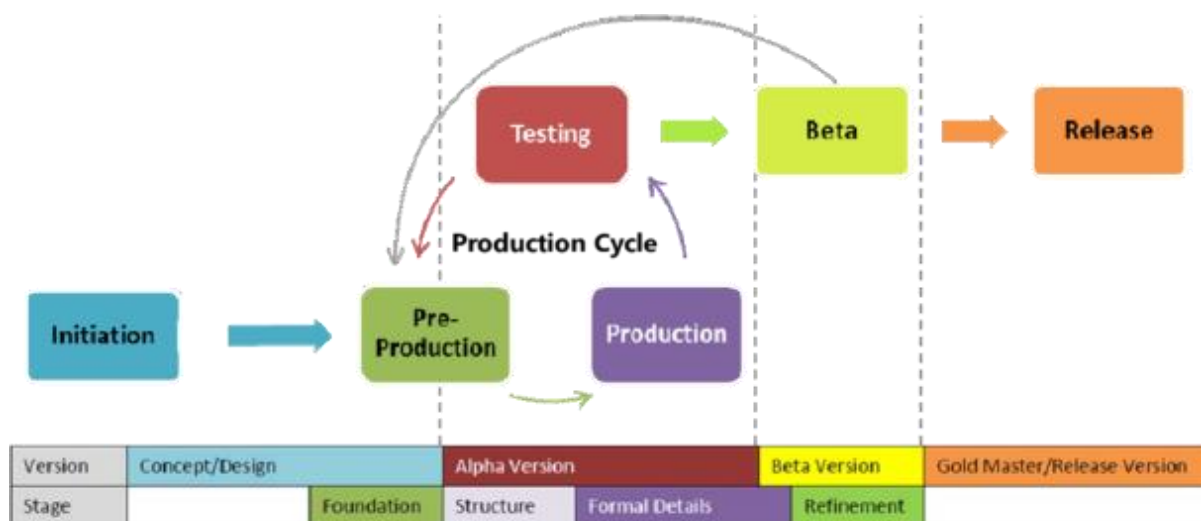 Testing
Beta
Release
Production Cycle
Initiation
Pre-
Production
Production
Version Concept/Design Alpha Version Beta Version Gold Master/Release Version
Stage Foundation Structure Formal Details Refinement